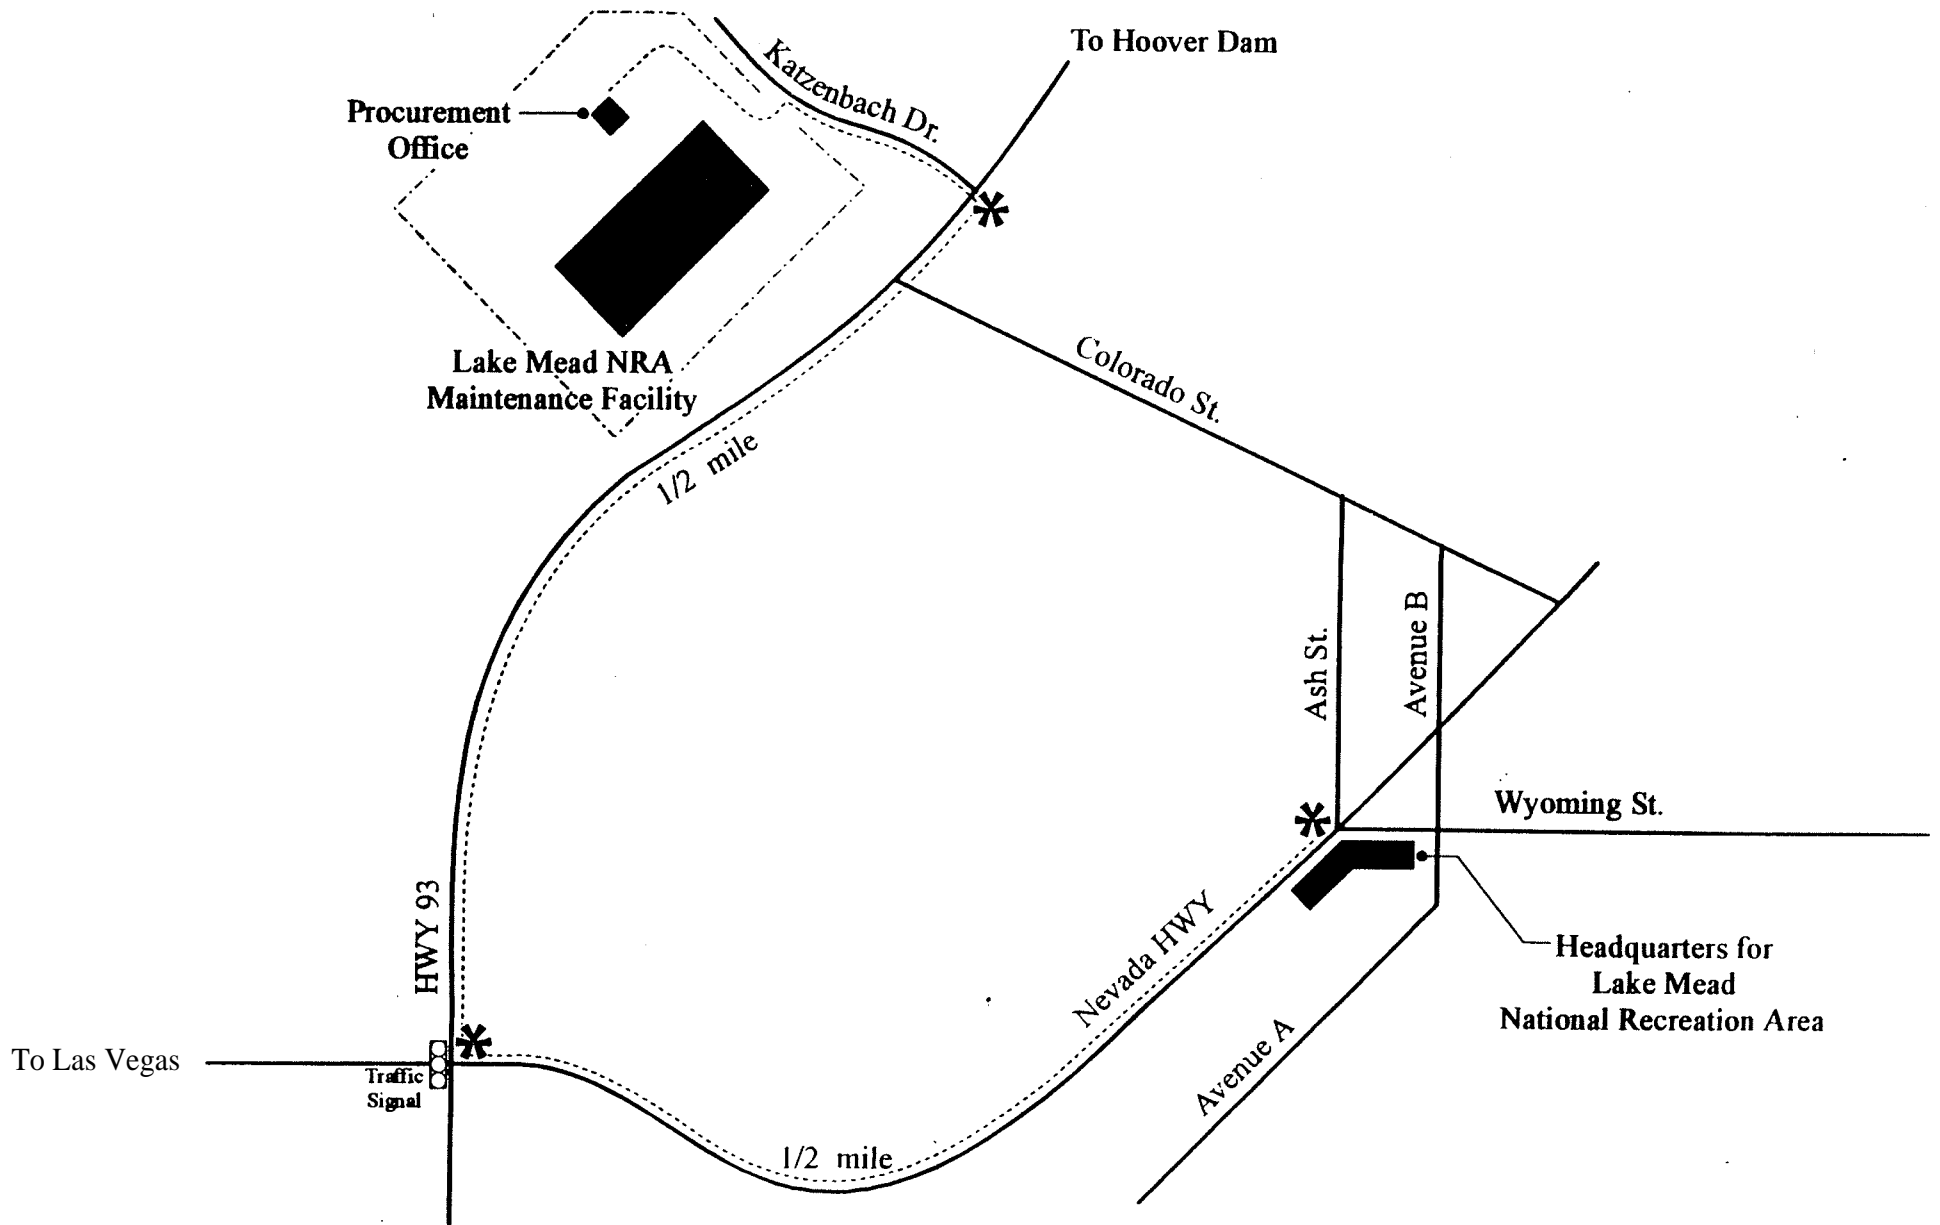 To Hoover Dam
Katzenbach Dr.
Procurement
Office
Lake Mead NRA
Maintenance Facility
Colorado St.
1/2 mile
Ash St.
Avenue B
Wyoming St.
HWY 93
Nevada HWY
Headquarters for
Lake Mead
National Recreation Area
Avenue A
To Las Vegas
Traffic
Signal
1/2 mile